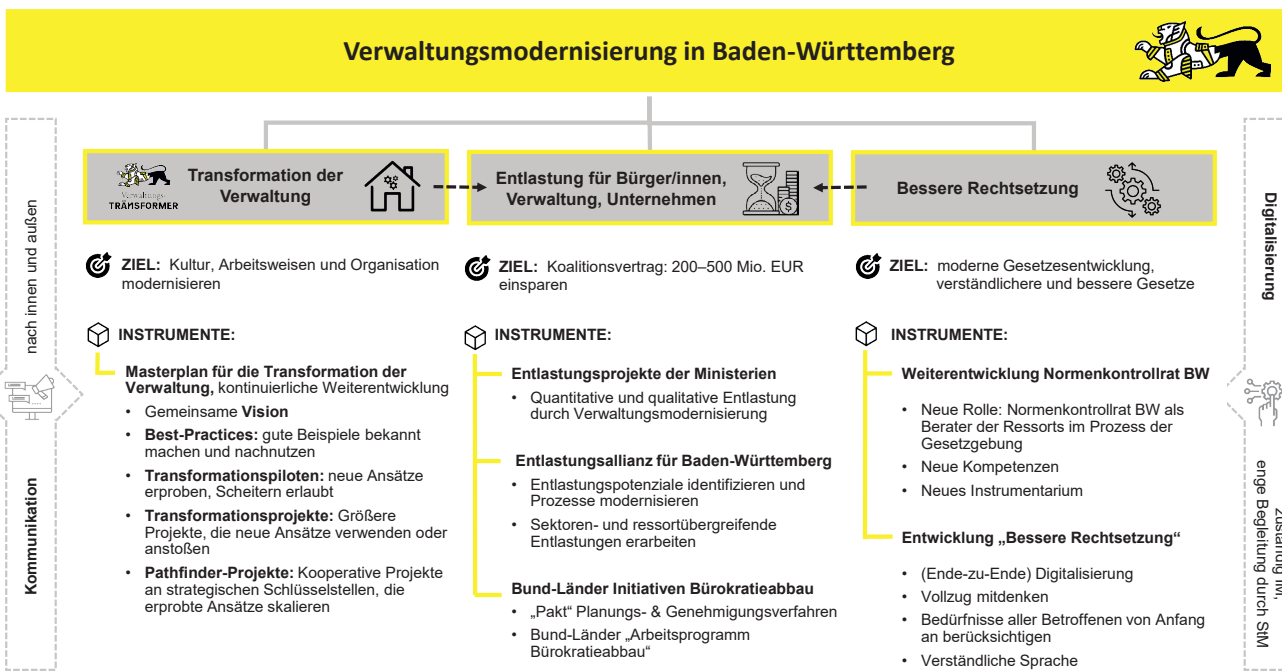 Verwaltungsmodernisierung in Baden-Württemberg
nach innen und außen
Kommunikation
Verwaltungs
TRÄMSFORMER
Transformation der
Verwaltung
ZIEL: Kultur, Arbeitsweisen und Organisation
modernisieren
INSTRUMENTE:
Masterplan für die Transformation der
Verwaltung, kontinuierliche Weiterentwicklung
• Gemeinsame Vision
• Best-Practices: gute Beispiele bekannt
machen und nachnutzen
• Transformationspiloten: neue Ansätze
erproben, Scheitern erlaubt
• Transformationsprojekte: Größere
Projekte, die neue Ansätze verwenden oder
anstoßen
• Pathfinder-Projekte: Kooperative Projekte
an strategischen Schlüsselstellen, die
erprobte Ansätze skalieren
Entlastung für Bürger/innen,
Verwaltung, Unternehmen
$
ZIEL: Koalitionsvertrag: 200–500 Mio. EUR
einsparen
INSTRUMENTE:
Entlastungsprojekte der Ministerien
• Quantitative und qualitative Entlastung
durch Verwaltungsmodernisierung
Entlastungsallianz für Baden-Württemberg
• Entlastungspotenziale identifizieren und
Prozesse modernisieren
• Sektoren- und ressortübergreifende
Entlastungen erarbeiten
Bund-Länder Initiativen Bürokratieabbau
• „Pakt“ Planungs- & Genehmigungsverfahren
• Bund-Länder „Arbeitsprogramm
Bürokratieabbau“
Bessere Rechtsetzung
ZIEL: moderne Gesetzesentwicklung,
verständlichere und bessere Gesetze
INSTRUMENTE:
Weiterentwicklung Normenkontrollrat BW
• Neue Rolle: Normenkontrollrat BW als
Berater der Ressorts im Prozess der
Gesetzgebung
• Neue Kompetenzen
• Neues Instrumentarium
Entwicklung „Bessere Rechtsetzung“
• (Ende-zu-Ende) Digitalisierung
• Vollzug mitdenken
• Bedürfnisse aller Betroffenen von Anfang
an berücksichtigen
• Verständliche Sprache
Digitalisierung
enge Begleitung durch StM